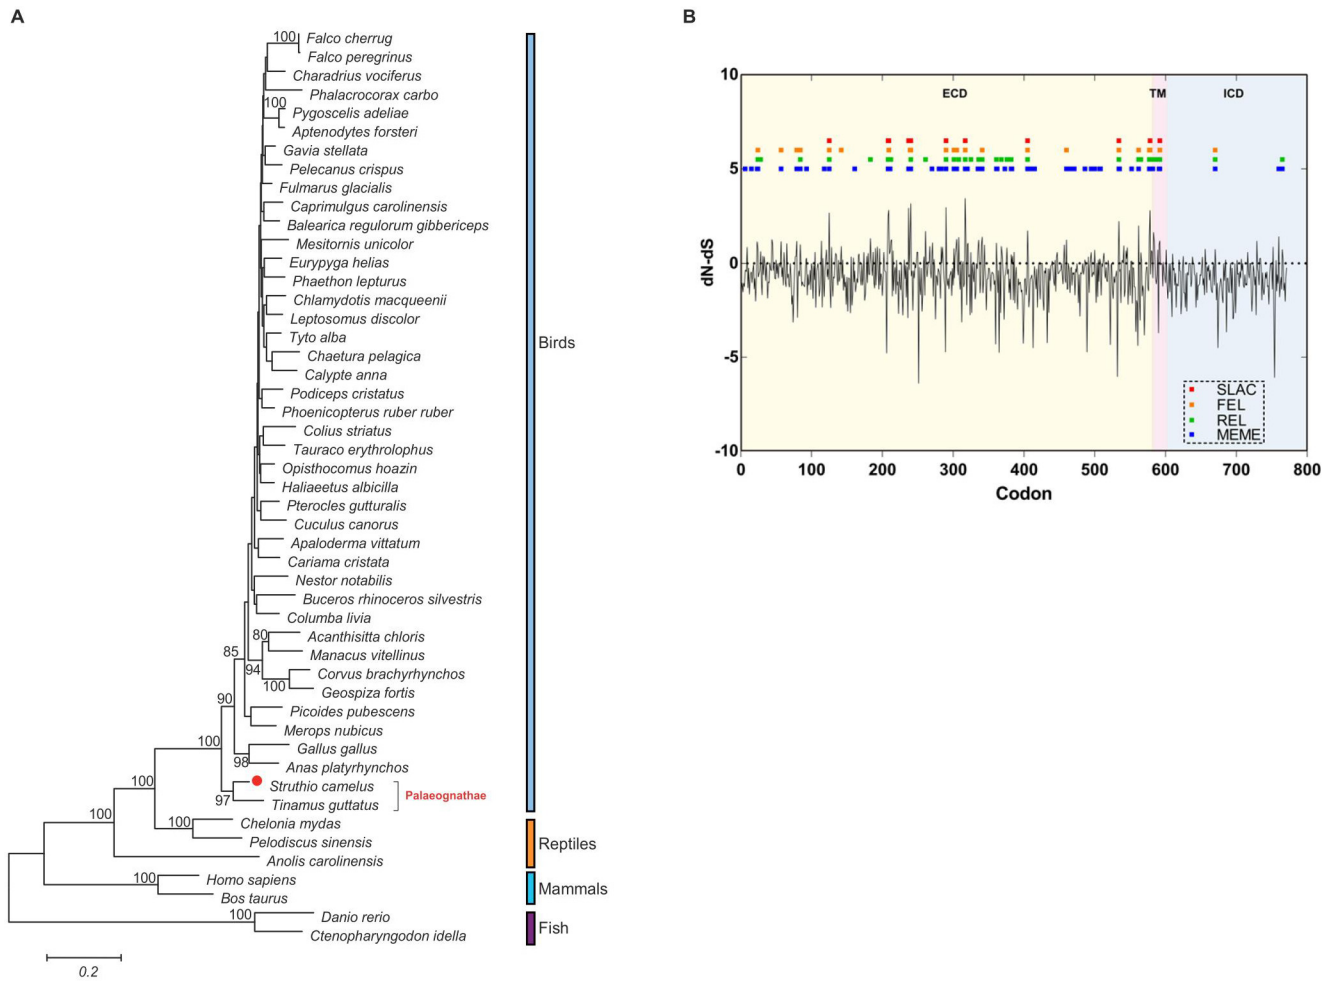 A
100
Falco cherrug
Falco peregrinus
Charadrius vociferus
Phalacrocorax carbo
100
Pygoscelis adeliae
Aptenodytes forsteri
Gavia stellata
Pelecanus crispus
Fulmarus glacialis
Caprimulgus carolinensis
Balearica regulorum gibbericeps
Mesitornis unicolor
Eurypyga helias
Phaethon lepturus
Chlamydotis macqueenii
Leptosomus discolor
Tyto alba
Chaetura pelagica
Calypte anna
Podiceps cristatus
Phoenicopterus ruber ruber
Colius striatus
Tauraco erythrolophus
Opisthocomus hoazin
Haliaeetus albicilla
Pterocles gutturalis
Cuculus canorus
Apaloderma vittatum
Cariama cristata
Nestor notabilis
Buceros rhinoceros silvestris
Columba livia
80
Acanthisitta chloris
85
Manacus vitellinus
94
Corvus brachyrhynchos
100
Geospiza fortis
90
Picoides pubescens
Merops nubicus
100
Gallus gallus
98
Anas platyrhynchos
100
Struthio camelus
97
Tinamus guttatus
Palaeognathae
100
100
Chelonia mydas
Pelodiscus sinensis
Anolis carolinensis
100
Homo sapiens
Bos taurus
100
Danio rerio
Ctenopharyngodon idella
0.2
Birds
Reptiles
Mammals
Fish
B
10
5
0
-5
-10
dN-dS
ECD
TM
ICD
SLAC
FEL
REL
MEME
0 100 200 300 400 500 600 700 800
Codon